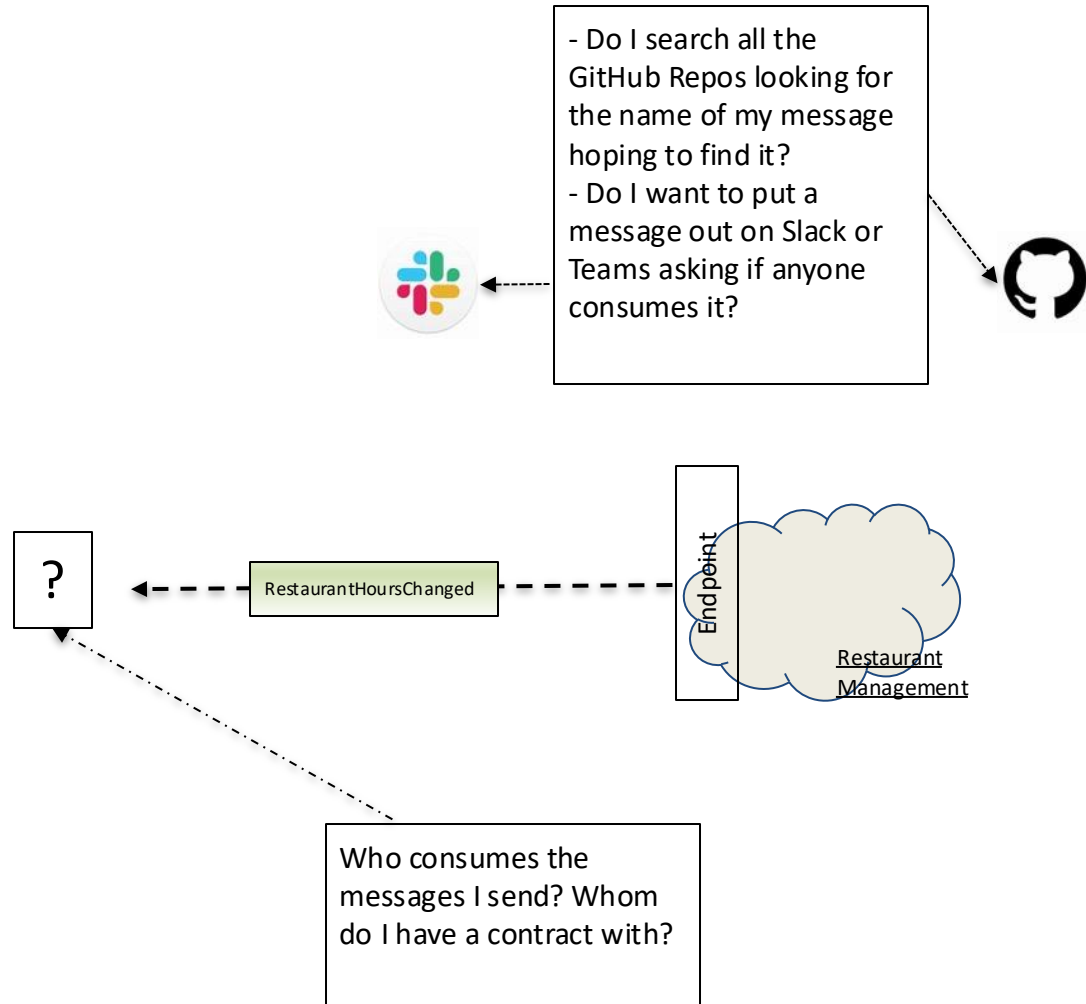 - Do I search all the
GitHub Repos looking for
the name of my message
hoping to find it?
- Do I want to put a
message out on Slack or
Teams asking if anyone
consumes it?
?
RestaurantHoursChanged
Endpoint
Restaurant
Management
Who consumes the
messages I send? Whom
do I have a contract with?